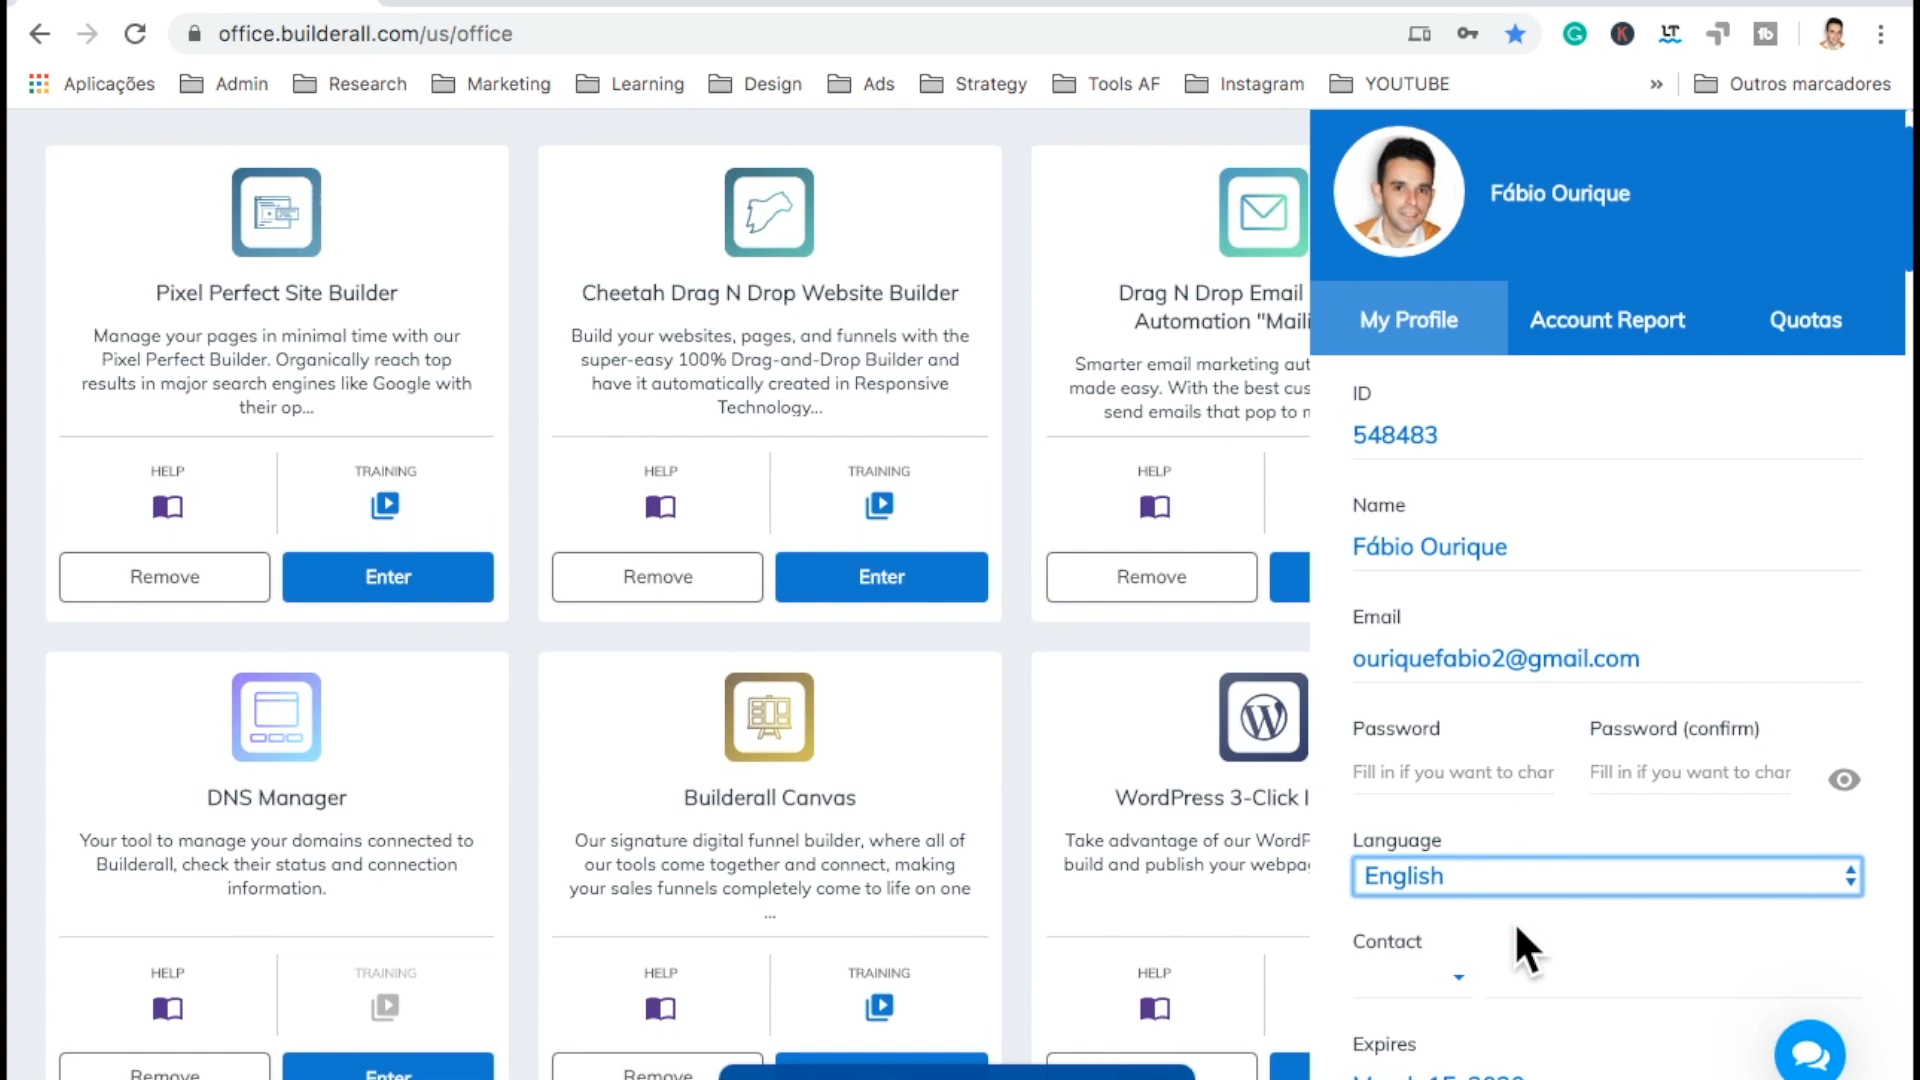 office.builderall.com/us/office
Aplicações Admin Research Marketing Learning Design Ads Strategy Tools AF Instagram YOUTUBE » Outros marcadores
Pixel Perfect Site Builder
Manage your pages in minimal time with our
Pixel Perfect Builder. Organically reach top
results in major search engines like Google with
their op...
HELP TRAINING
Remove Enter
Cheetah Drag N Drop Website Builder
Build your websites, pages, and funnels with the
super-easy 100% Drag-and-Drop Builder and
have it automatically created in Responsive
Technology...
HELP TRAINING
Remove Enter
Drag N Drop Email
Automation "Maili
Smarter email marketing aut
made easy. With the best cus
send emails that pop to
HELP
Remove
DNS Manager
Your tool to manage your domains connected to
Builderall, check their status and connection
information.
HELP TRAINING
Remove Enter
Builderall Canvas
Our signature digital funnel builder, where all of
our tools come together and connect, making
your sales funnels completely come to life on one
...
HELP TRAINING
Remove
WordPress 3-Click
Take advantage of our WordP
build and publish your webpa
HELP
Fábio Ourique
My Profile Account Report Quotas
ID
548483
Name
Fábio Ourique
Email
ouriquefabio2@gmail.com
Password Password (confirm)
Fill in if you want to char Fill in if you want to char
Language
English
Contact
Expires